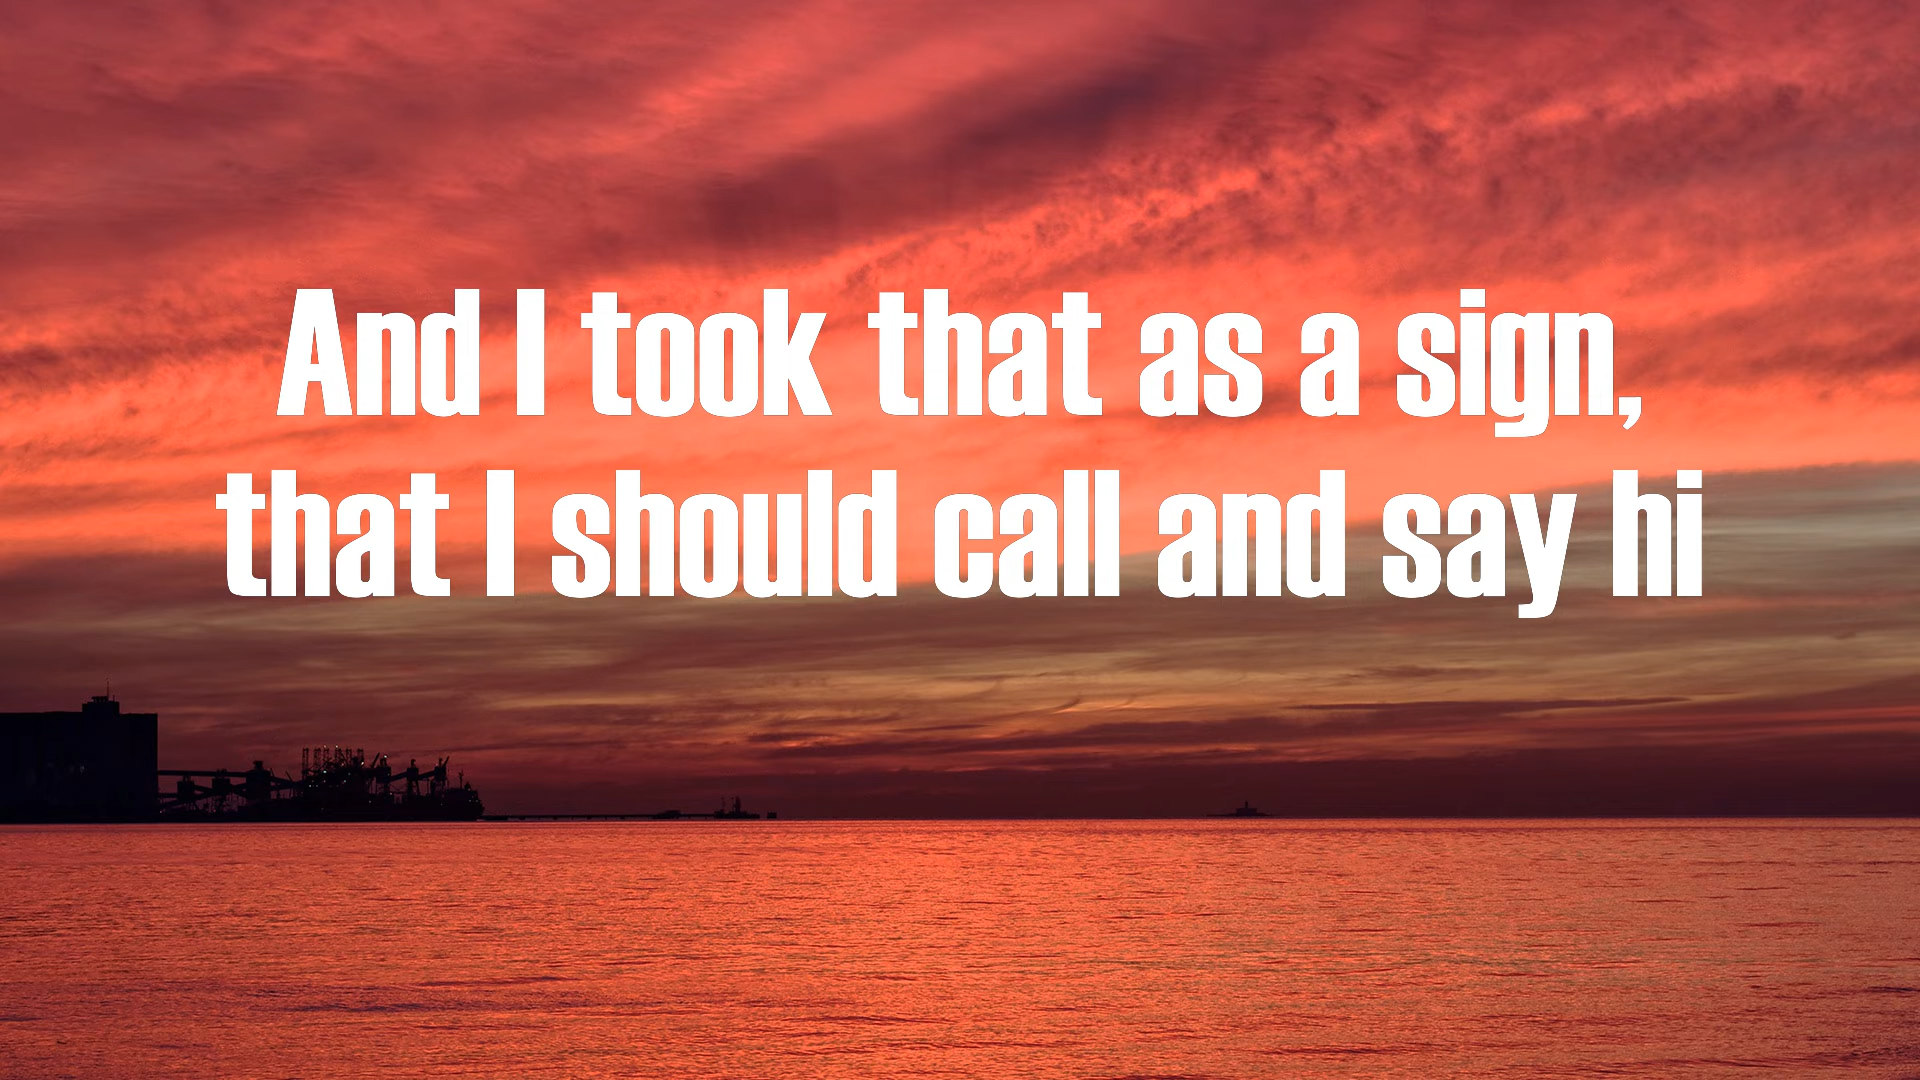 And I took that as a sign,
that I should call and say hi